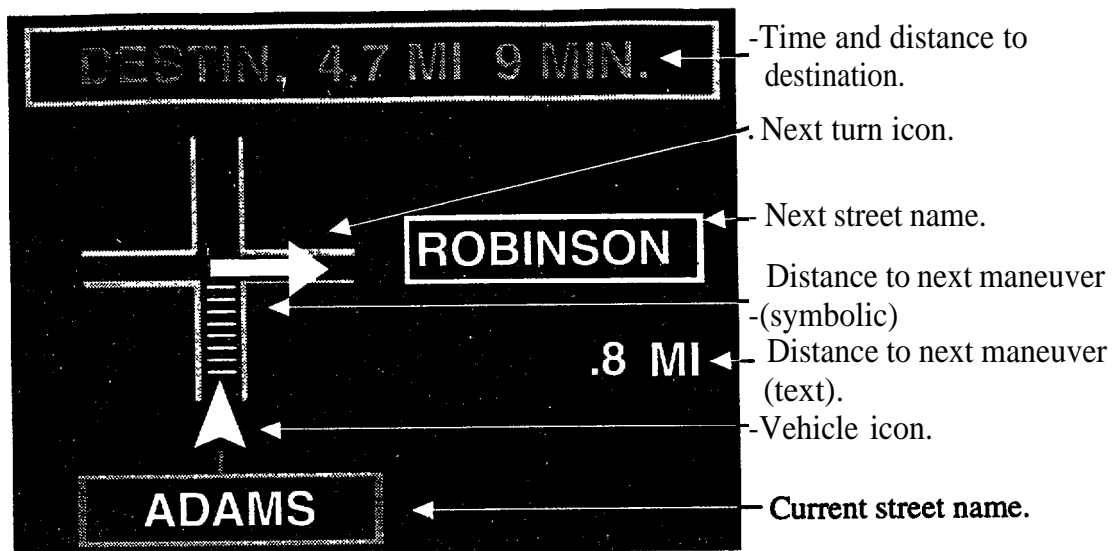 DESTIN, 4.7 MI 9 MIN.
-Time and distance to
destination.
. Next turn icon.
- Next street name.
ROBINSON
Distance to next maneuver
-(symbolic)
.8 MI
- Distance to next maneuver
(text).
-Vehicle icon.
ADAMS
- Current street name.